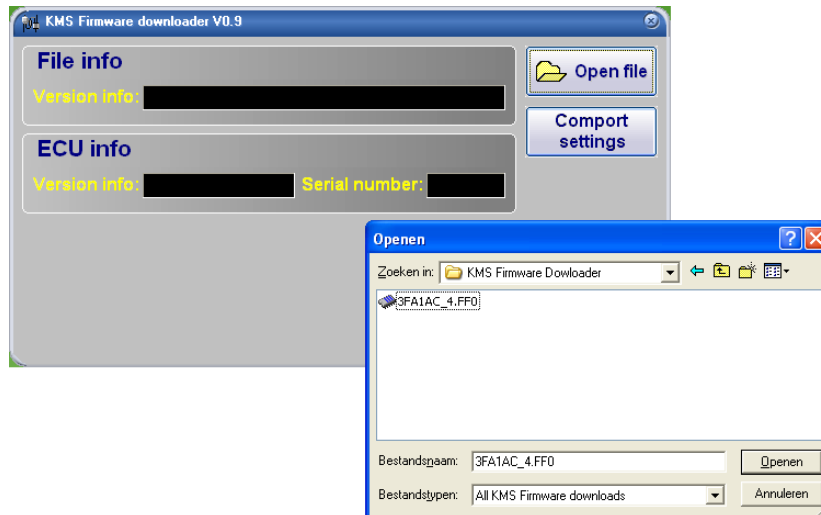 KMS Firmware downloader V0.9
File info
Version info:
Open file
Comport
settings
ECU info
Version info: Serial number:
Openen
Zoeken in: KMS Firmware Dowloader
3FA1AC_4.FF0
Bestandsnaam: 3FA1AC_4.FF0
Openen
Bestandstypen: All KMS Firmware downloads
Annuleren